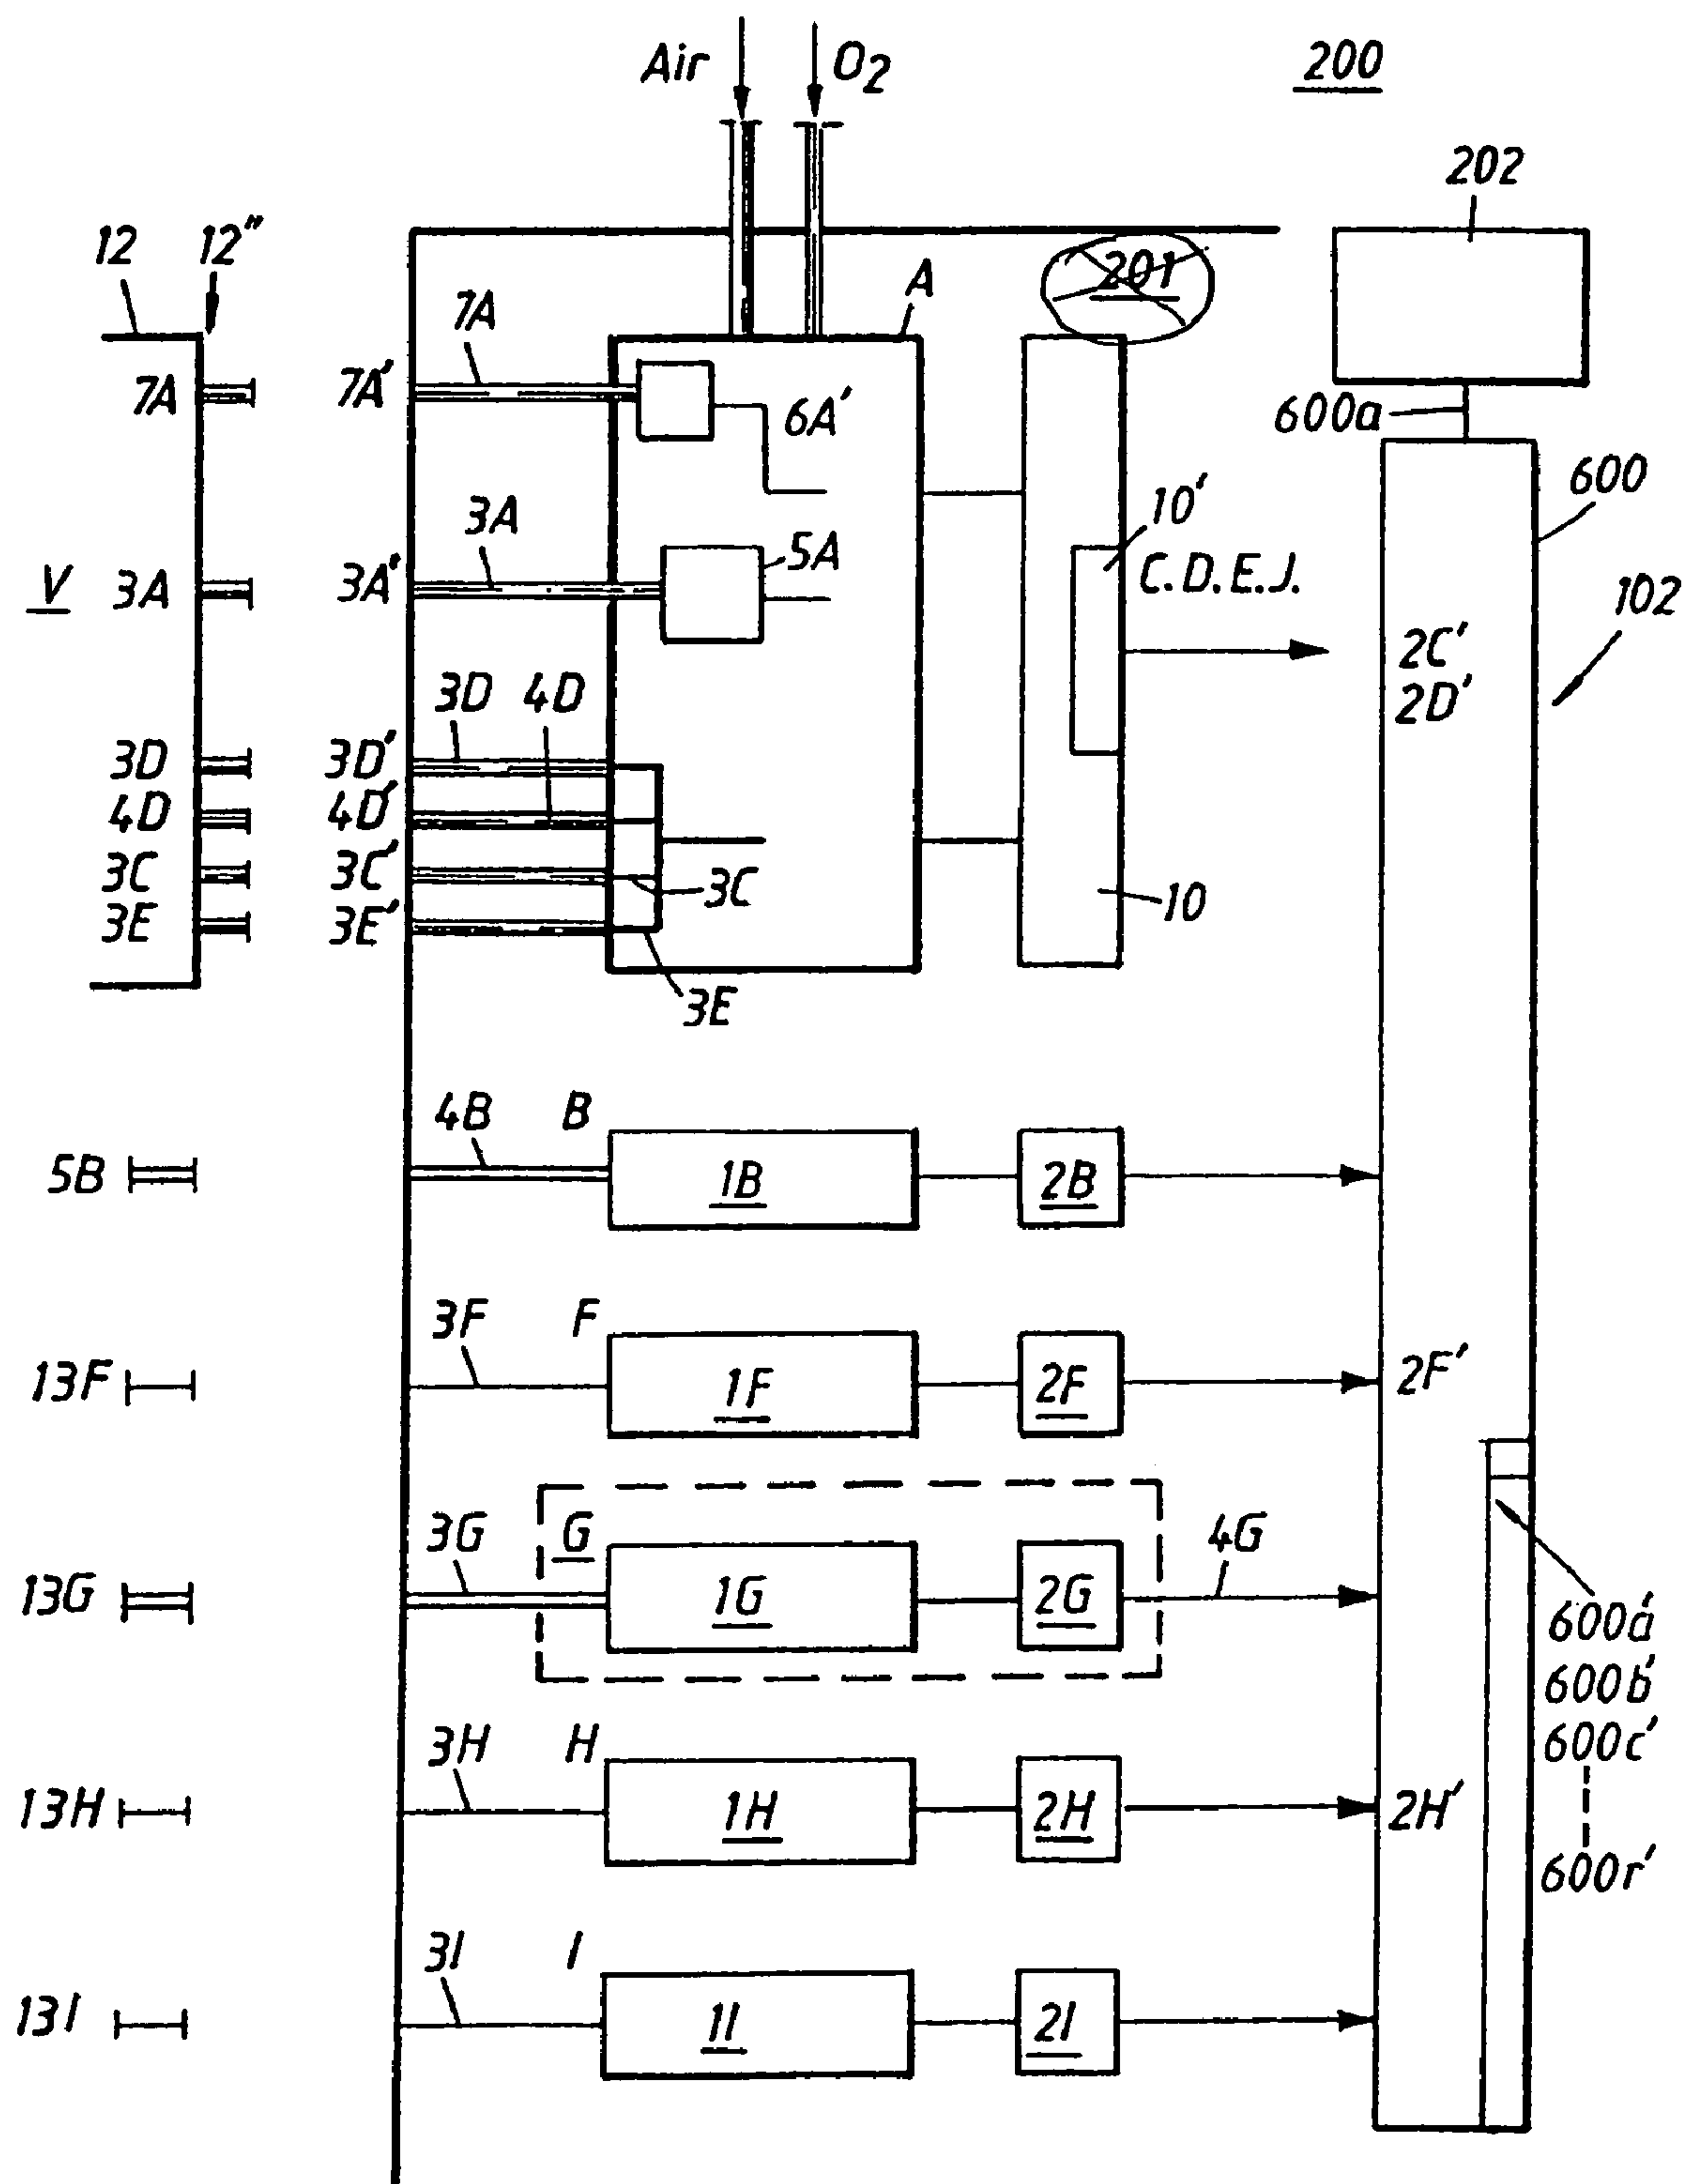 Air O2
200
202
12 12″
201
A
7A
7A 7A′
6A′
600a
600
3A
5A
10′
C.D.E.J.
V 3A 3A′
102
2C′
2D′
3D 4D
3D 3D′
4D 4D′
3C 3C′
3C
10
3E 3E′
3E
4B B
5B 1B 2B
3F F
13F 1F 2F 2F′
3G G 4G
13G 1G 2G
600a′
600b′
600c′
3H H
13H 1H 2H 2H′
600r′
3I I
13I 1I 2I